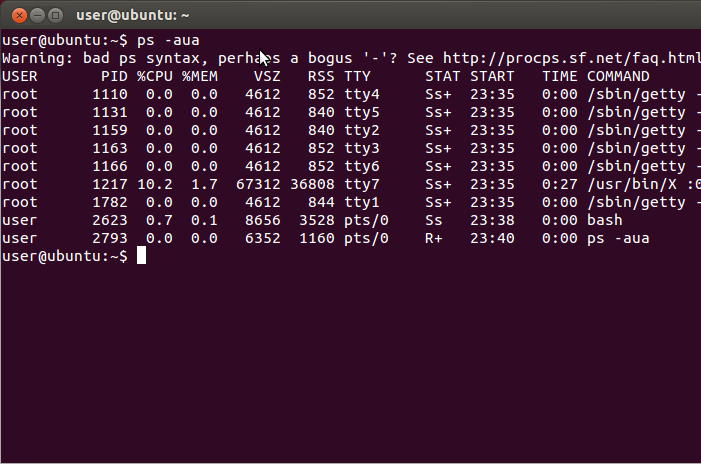 user@ubuntu: ~
user@ubuntu:~$ ps -aua
Warning: bad ps syntax, perhaps a bogus '-'? See http://procps.sf.net/faq.html
USER       PID %CPU %MEM    VSZ   RSS TTY      STAT START   TIME COMMAND
root      1110  0.0  0.0   4612   852 tty4     Ss+  23:35   0:00 /sbin/getty -
root      1131  0.0  0.0   4612   840 tty5     Ss+  23:35   0:00 /sbin/getty -
root      1159  0.0  0.0   4612   840 tty2     Ss+  23:35   0:00 /sbin/getty -
root      1163  0.0  0.0   4612   852 tty3     Ss+  23:35   0:00 /sbin/getty -
root      1166  0.0  0.0   4612   852 tty6     Ss+  23:35   0:00 /sbin/getty -
root      1217 10.2  1.7  67312 36808 tty7     Ss+  23:35   0:27 /usr/bin/X :0
root      1782  0.0  0.0   4612   844 tty1     Ss+  23:35   0:00 /sbin/getty -
user      2623  0.7  0.1   8656  3528 pts/0    Ss   23:38   0:00 bash
user      2793  0.0  0.0   6352  1160 pts/0    R+   23:40   0:00 ps -aua
user@ubuntu:~$